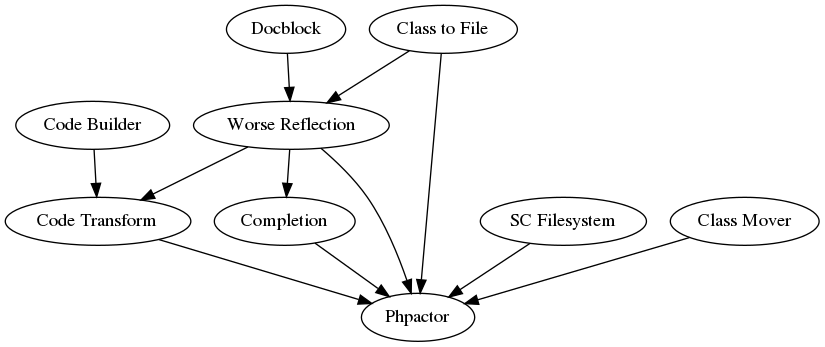 Docblock
Class to File
Code Builder
Worse Reflection
Code Transform
Completion
SC Filesystem
Class Mover
Phpactor